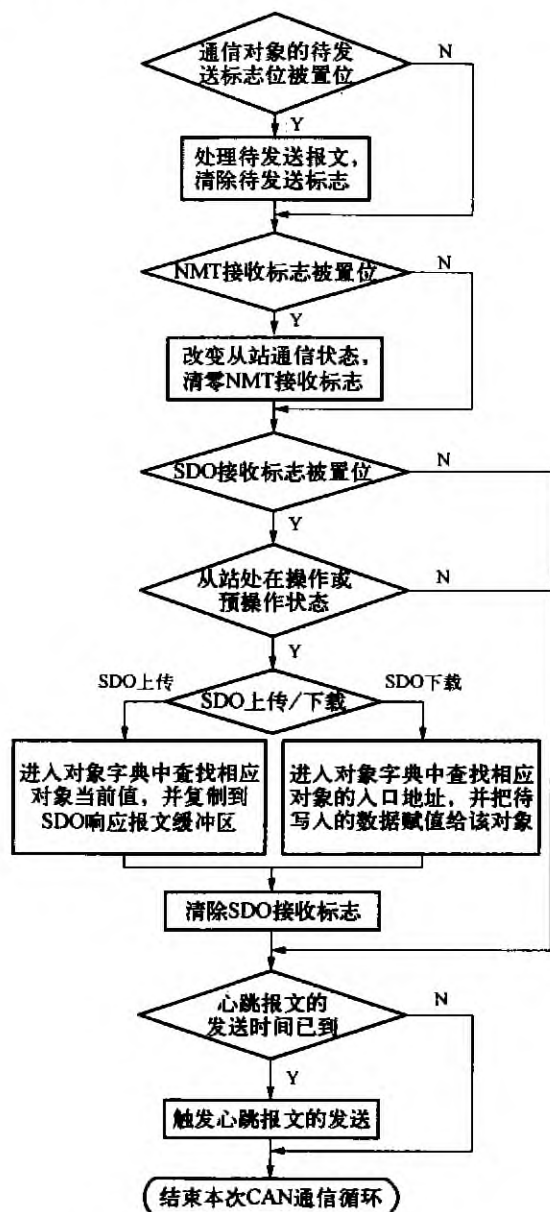 通信对象的待发
送标志位被置位
N
Y
处理待发送报文，
清除待发送标志
NMT接收标志被置位
N
Y
改变从站通信状态，
清零NMT接收标志
SDO接收标志被置位
N
Y
从站处在操作或
预操作状态
N
Y
SDO上传
SDO上传/下载
SDO下载
进入对象字典中查找相应
对象当前值，并复制到
SDO响应报文缓冲区
进入对象字典中查找相应
对象的入口地址，并把待
写入的数据赋值给该对象
清除SDO接收标志
心跳报文的
发送时间已到
N
Y
触发心跳报文的发送
结束本次CAN通信循环